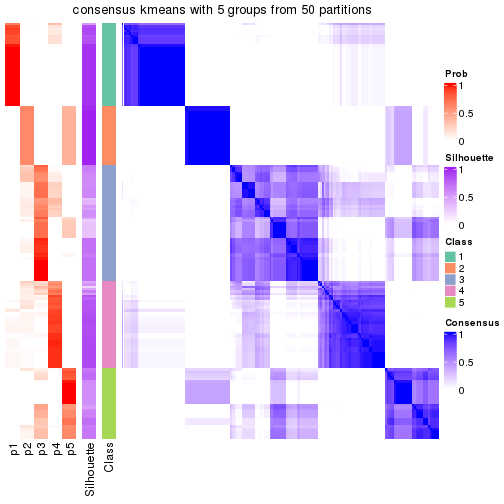 consensus kmeans with 5 groups from 50 partitions
Prob
1
0.5
0
Silhouette
1
0.5
0
Class
1
2
3
4
5
Consensus
1
0.5
0
p1
p2
p3
p4
p5
Silhouette
Class